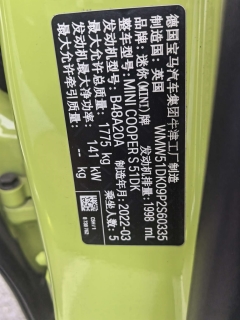 德国宝马汽车集团牛津工厂制造
制造国：英国 WMW51DK09P2S60335
品牌：迷你(MINI)牌 发动机排量：1998 mL
整车型号：MINI COOPER S 51DK 制造年月：2022-03
发动机型号：B48A20A 乘坐人数：5
最大允许总质量：1775 kg
发动机最大净功率：141 kW
最大允许牵引质量：-- kg